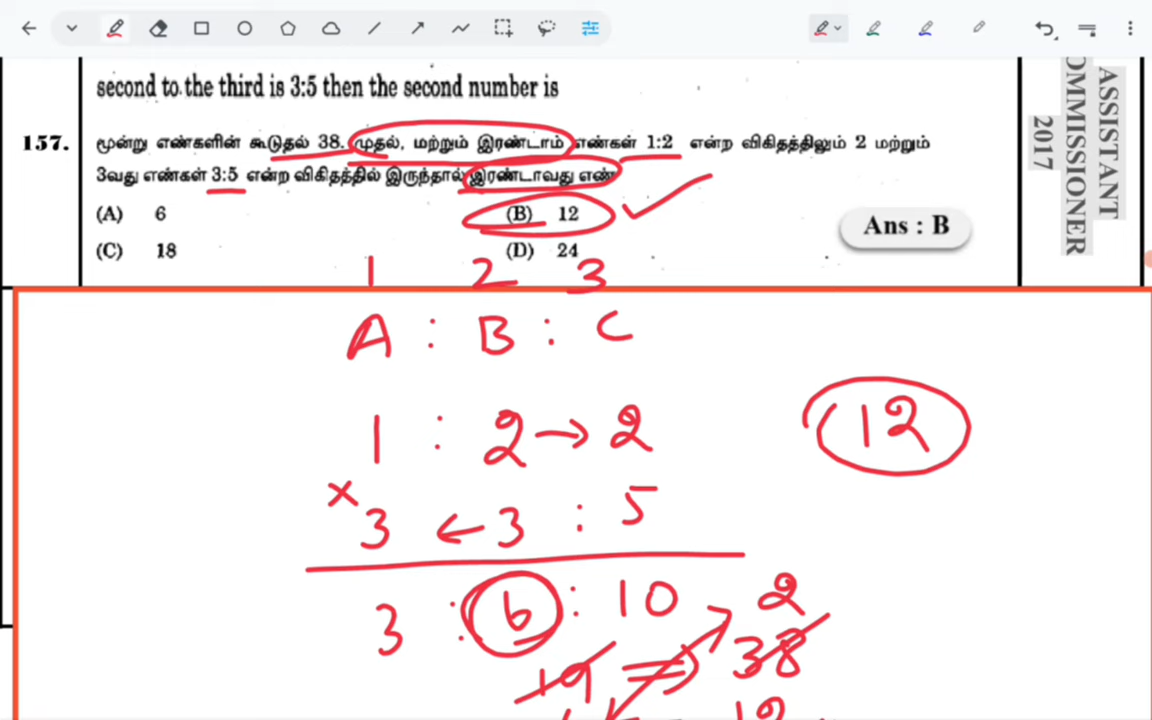 second to the third is 3:5 then the second number is
157. மூன்று எண்களின் கூடுதல் 38. முதல், மற்றும் இரண்டாம் எண்கள் 1:2 என்ற விகிதத்திலும் 2 மற்றும்
3வது எண்கள் 3:5 என்ற விகிதத்தில் இருந்தால் இரண்டாவது எண்
(A) 6 (B) 12
(C) 18 (D) 24
Ans : B
ASSISTANT
COMMISSIONER
2017
1 2 3
A : B : C
1 : 2 → 2
12
× 3 ← 3 : 5
3 : 6 : 10
2
19 ⇒ 38